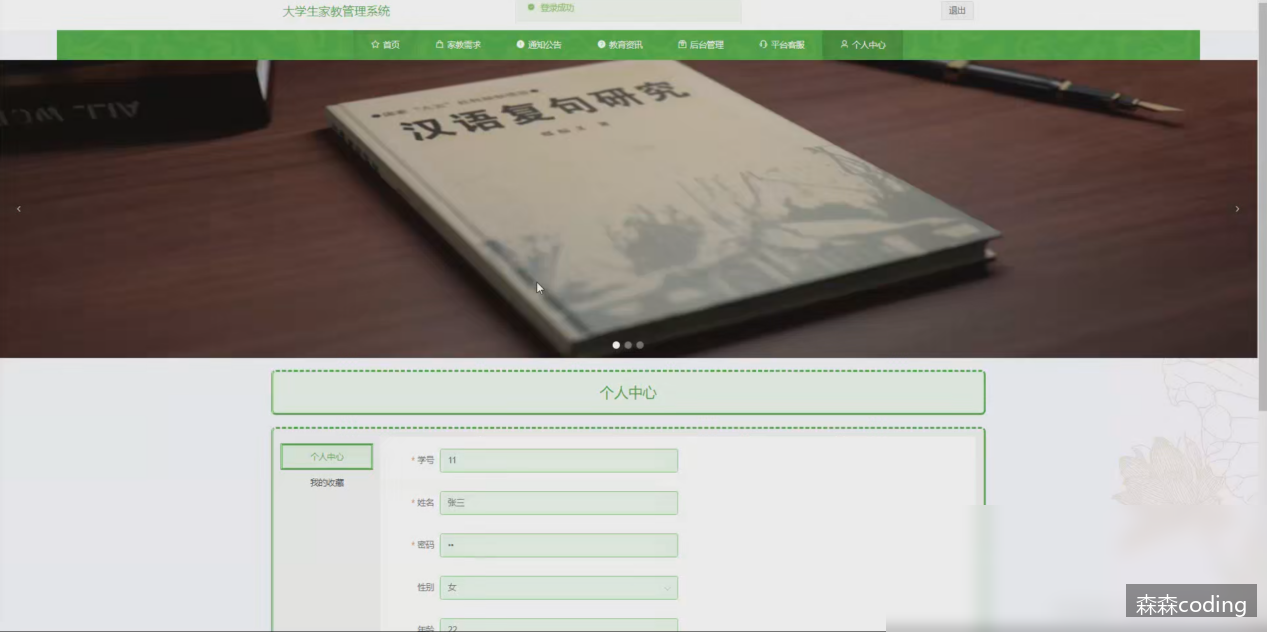 大学生家教管理系统
登录成功
退出
首页
家教需求
通知公告
教育资讯
后台管理
平台客服
个人中心
汉语复句研究
个人中心
个人中心
我的收藏
* 学号
11
* 姓名
张三
* 密码
••
性别
女
年龄
22
森森coding